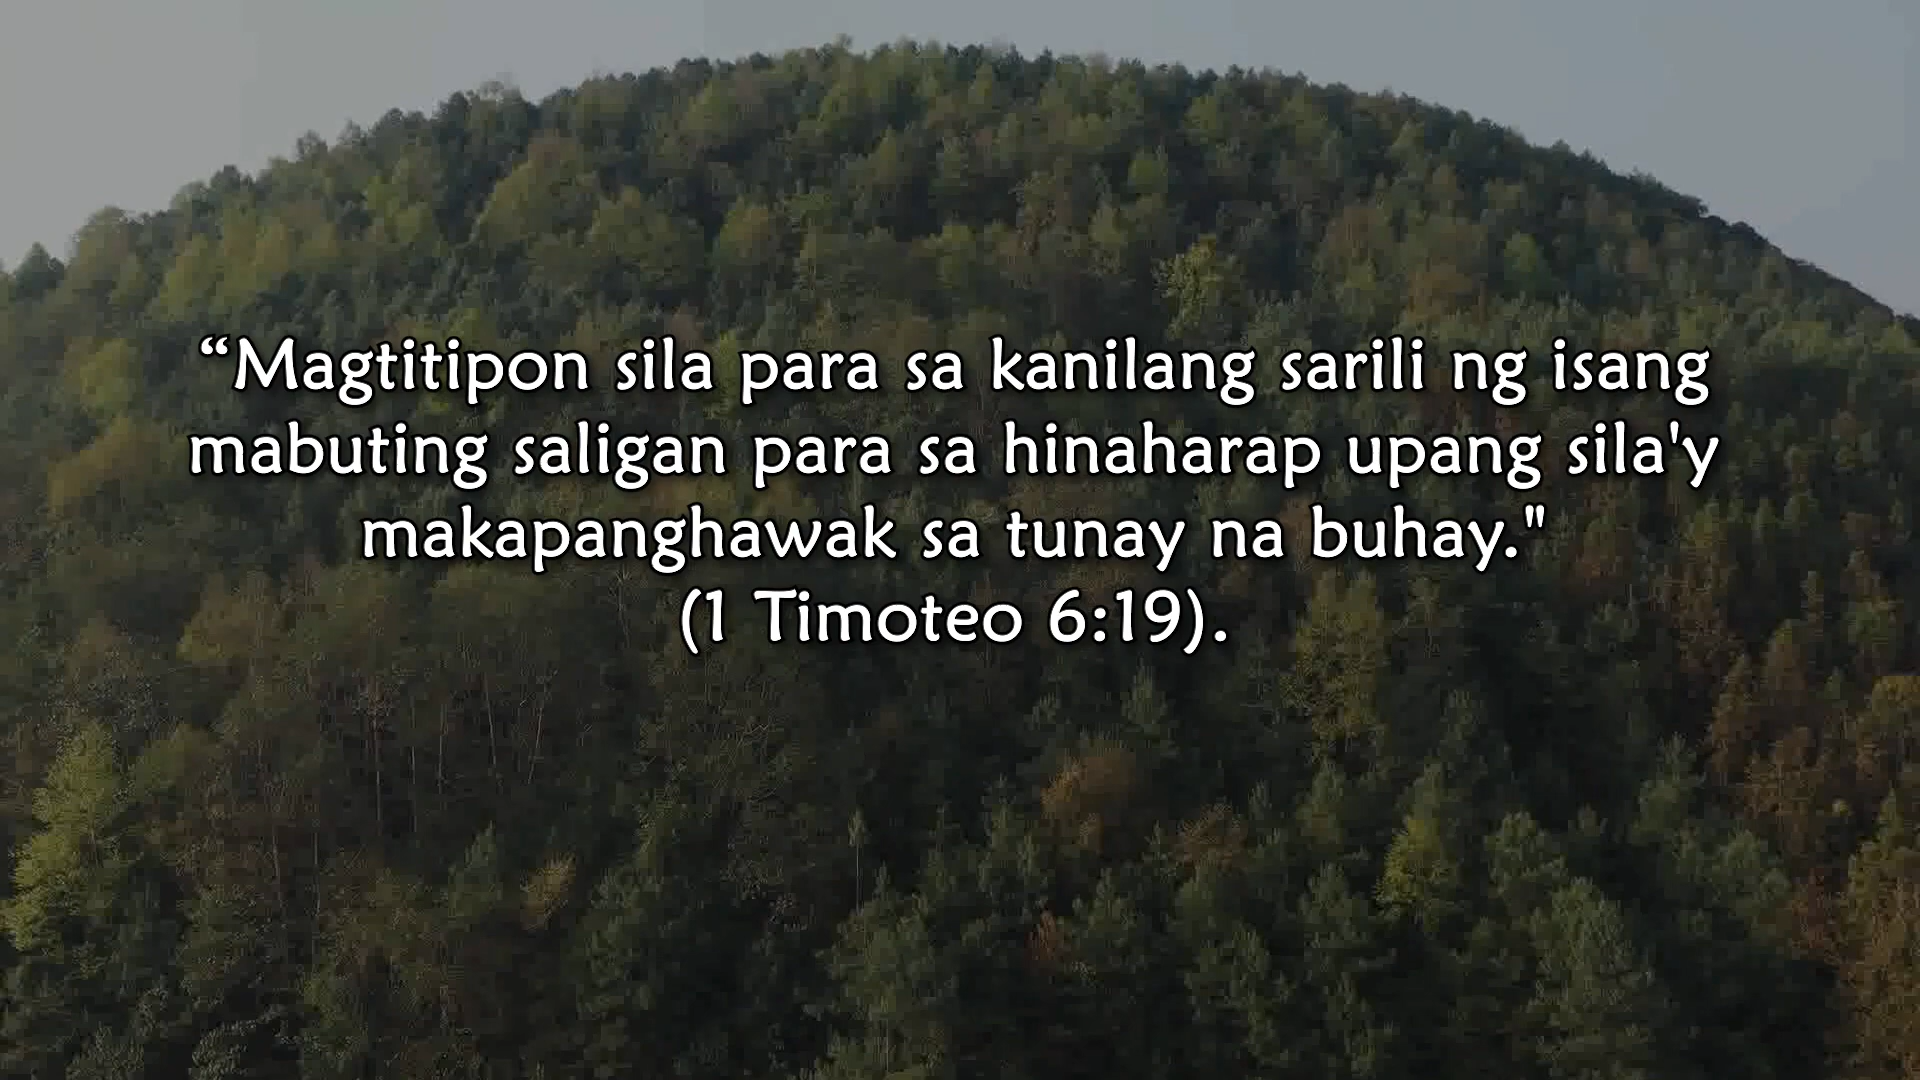 “Magtitipon sila para sa kanilang sarili ng isang
mabuting saligan para sa hinaharap upang sila'y
makapanghawak sa tunay na buhay."
(1 Timoteo 6:19).